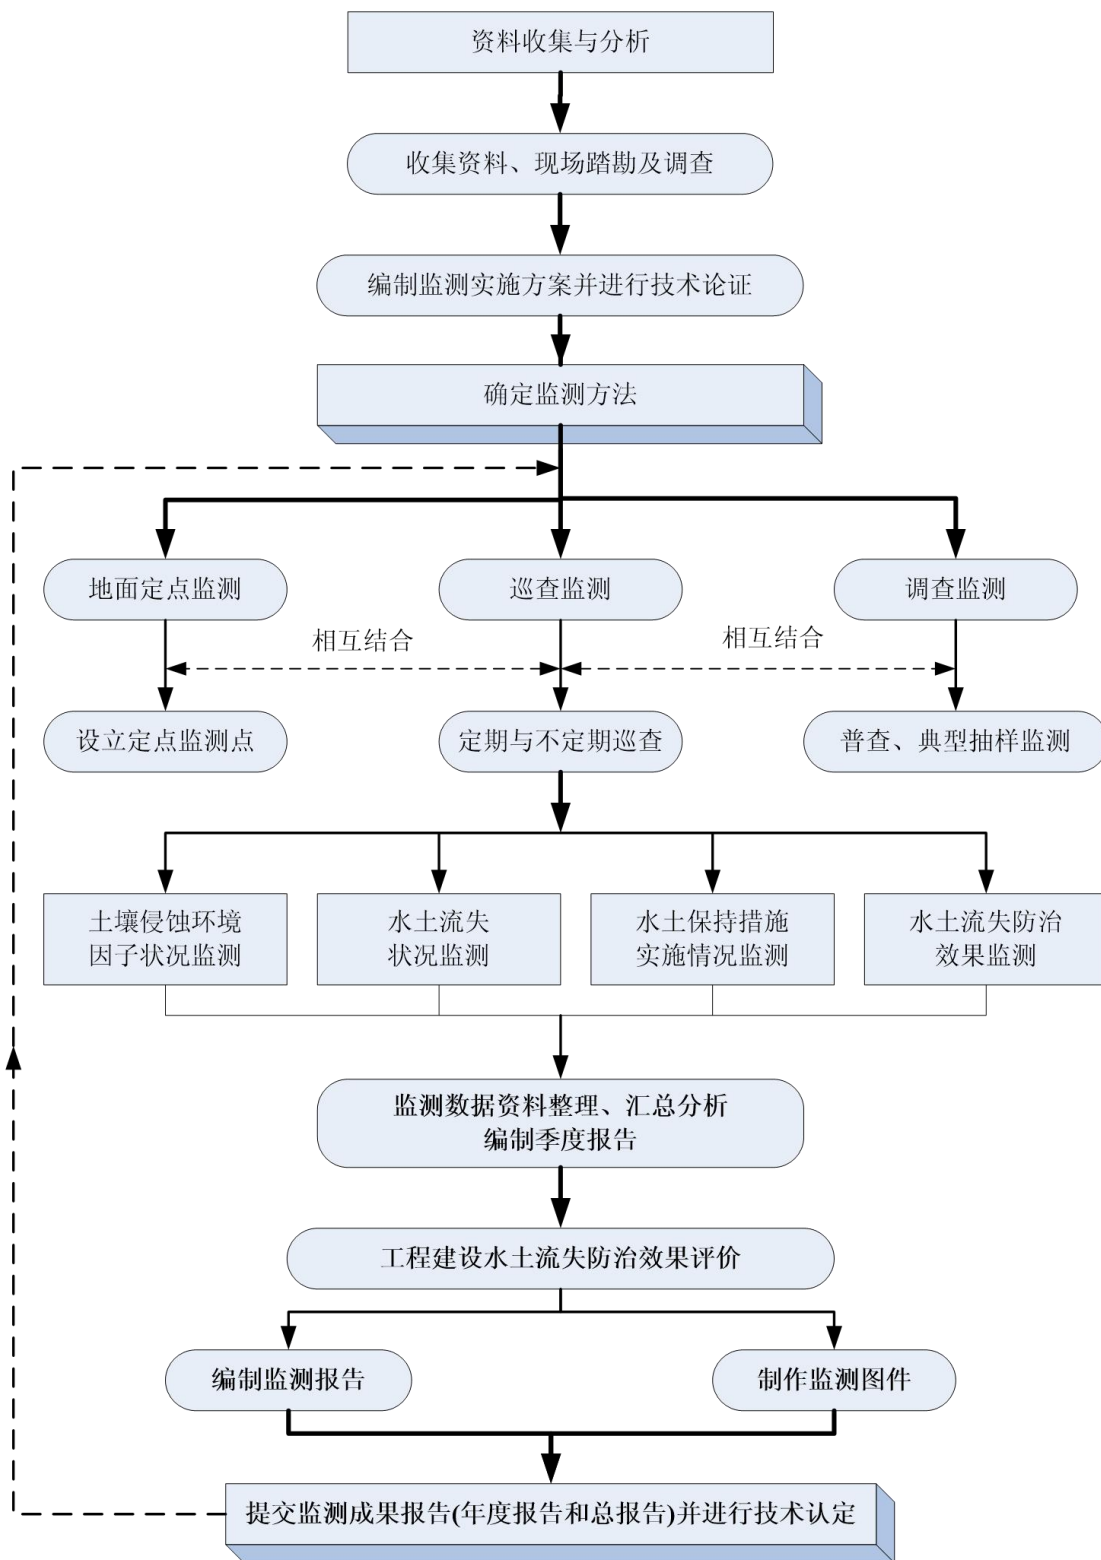 资料收集与分析
收集资料、现场踏勘及调查
编制监测实施方案并进行技术论证
确定监测方法
地面定点监测
巡查监测
调查监测
相互结合
相互结合
设立定点监测点
定期与不定期巡查
普查、典型抽样监测
土壤侵蚀环境
因子状况监测
水土流失
状况监测
水土保持措施
实施情况监测
水土流失防治
效果监测
监测数据资料整理、汇总分析
编制季度报告
工程建设水土流失防治效果评价
编制监测报告
制作监测图件
提交监测成果报告(年度报告和总报告)并进行技术认定